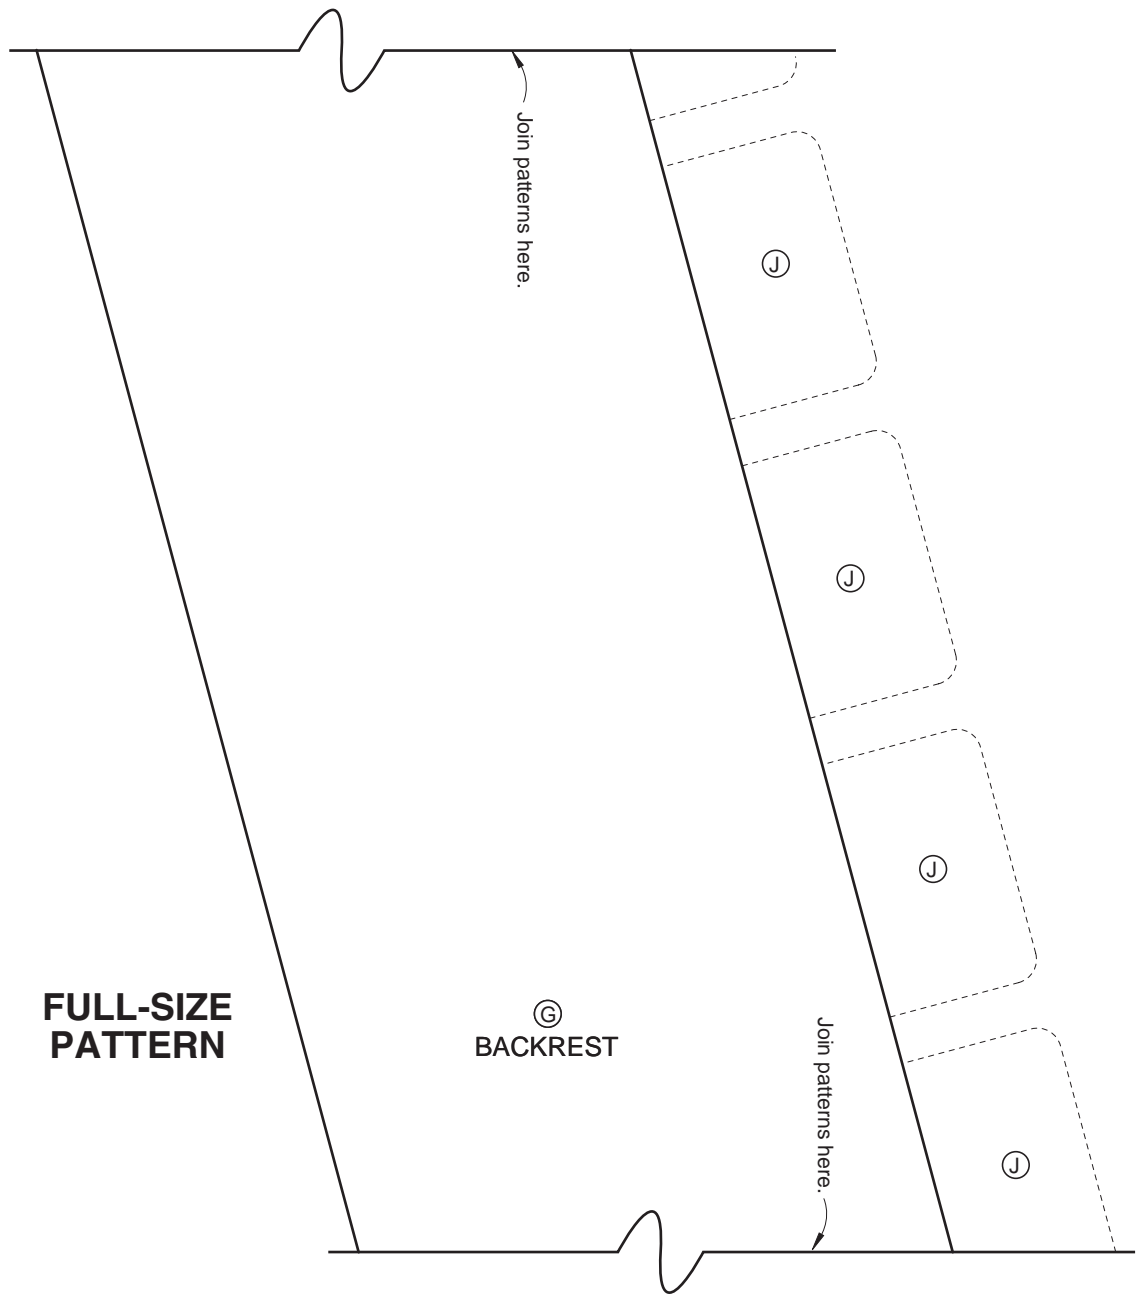 Join patterns here.
J
J
J
FULL-SIZE
PATTERN
G
BACKREST
Join patterns here.
J